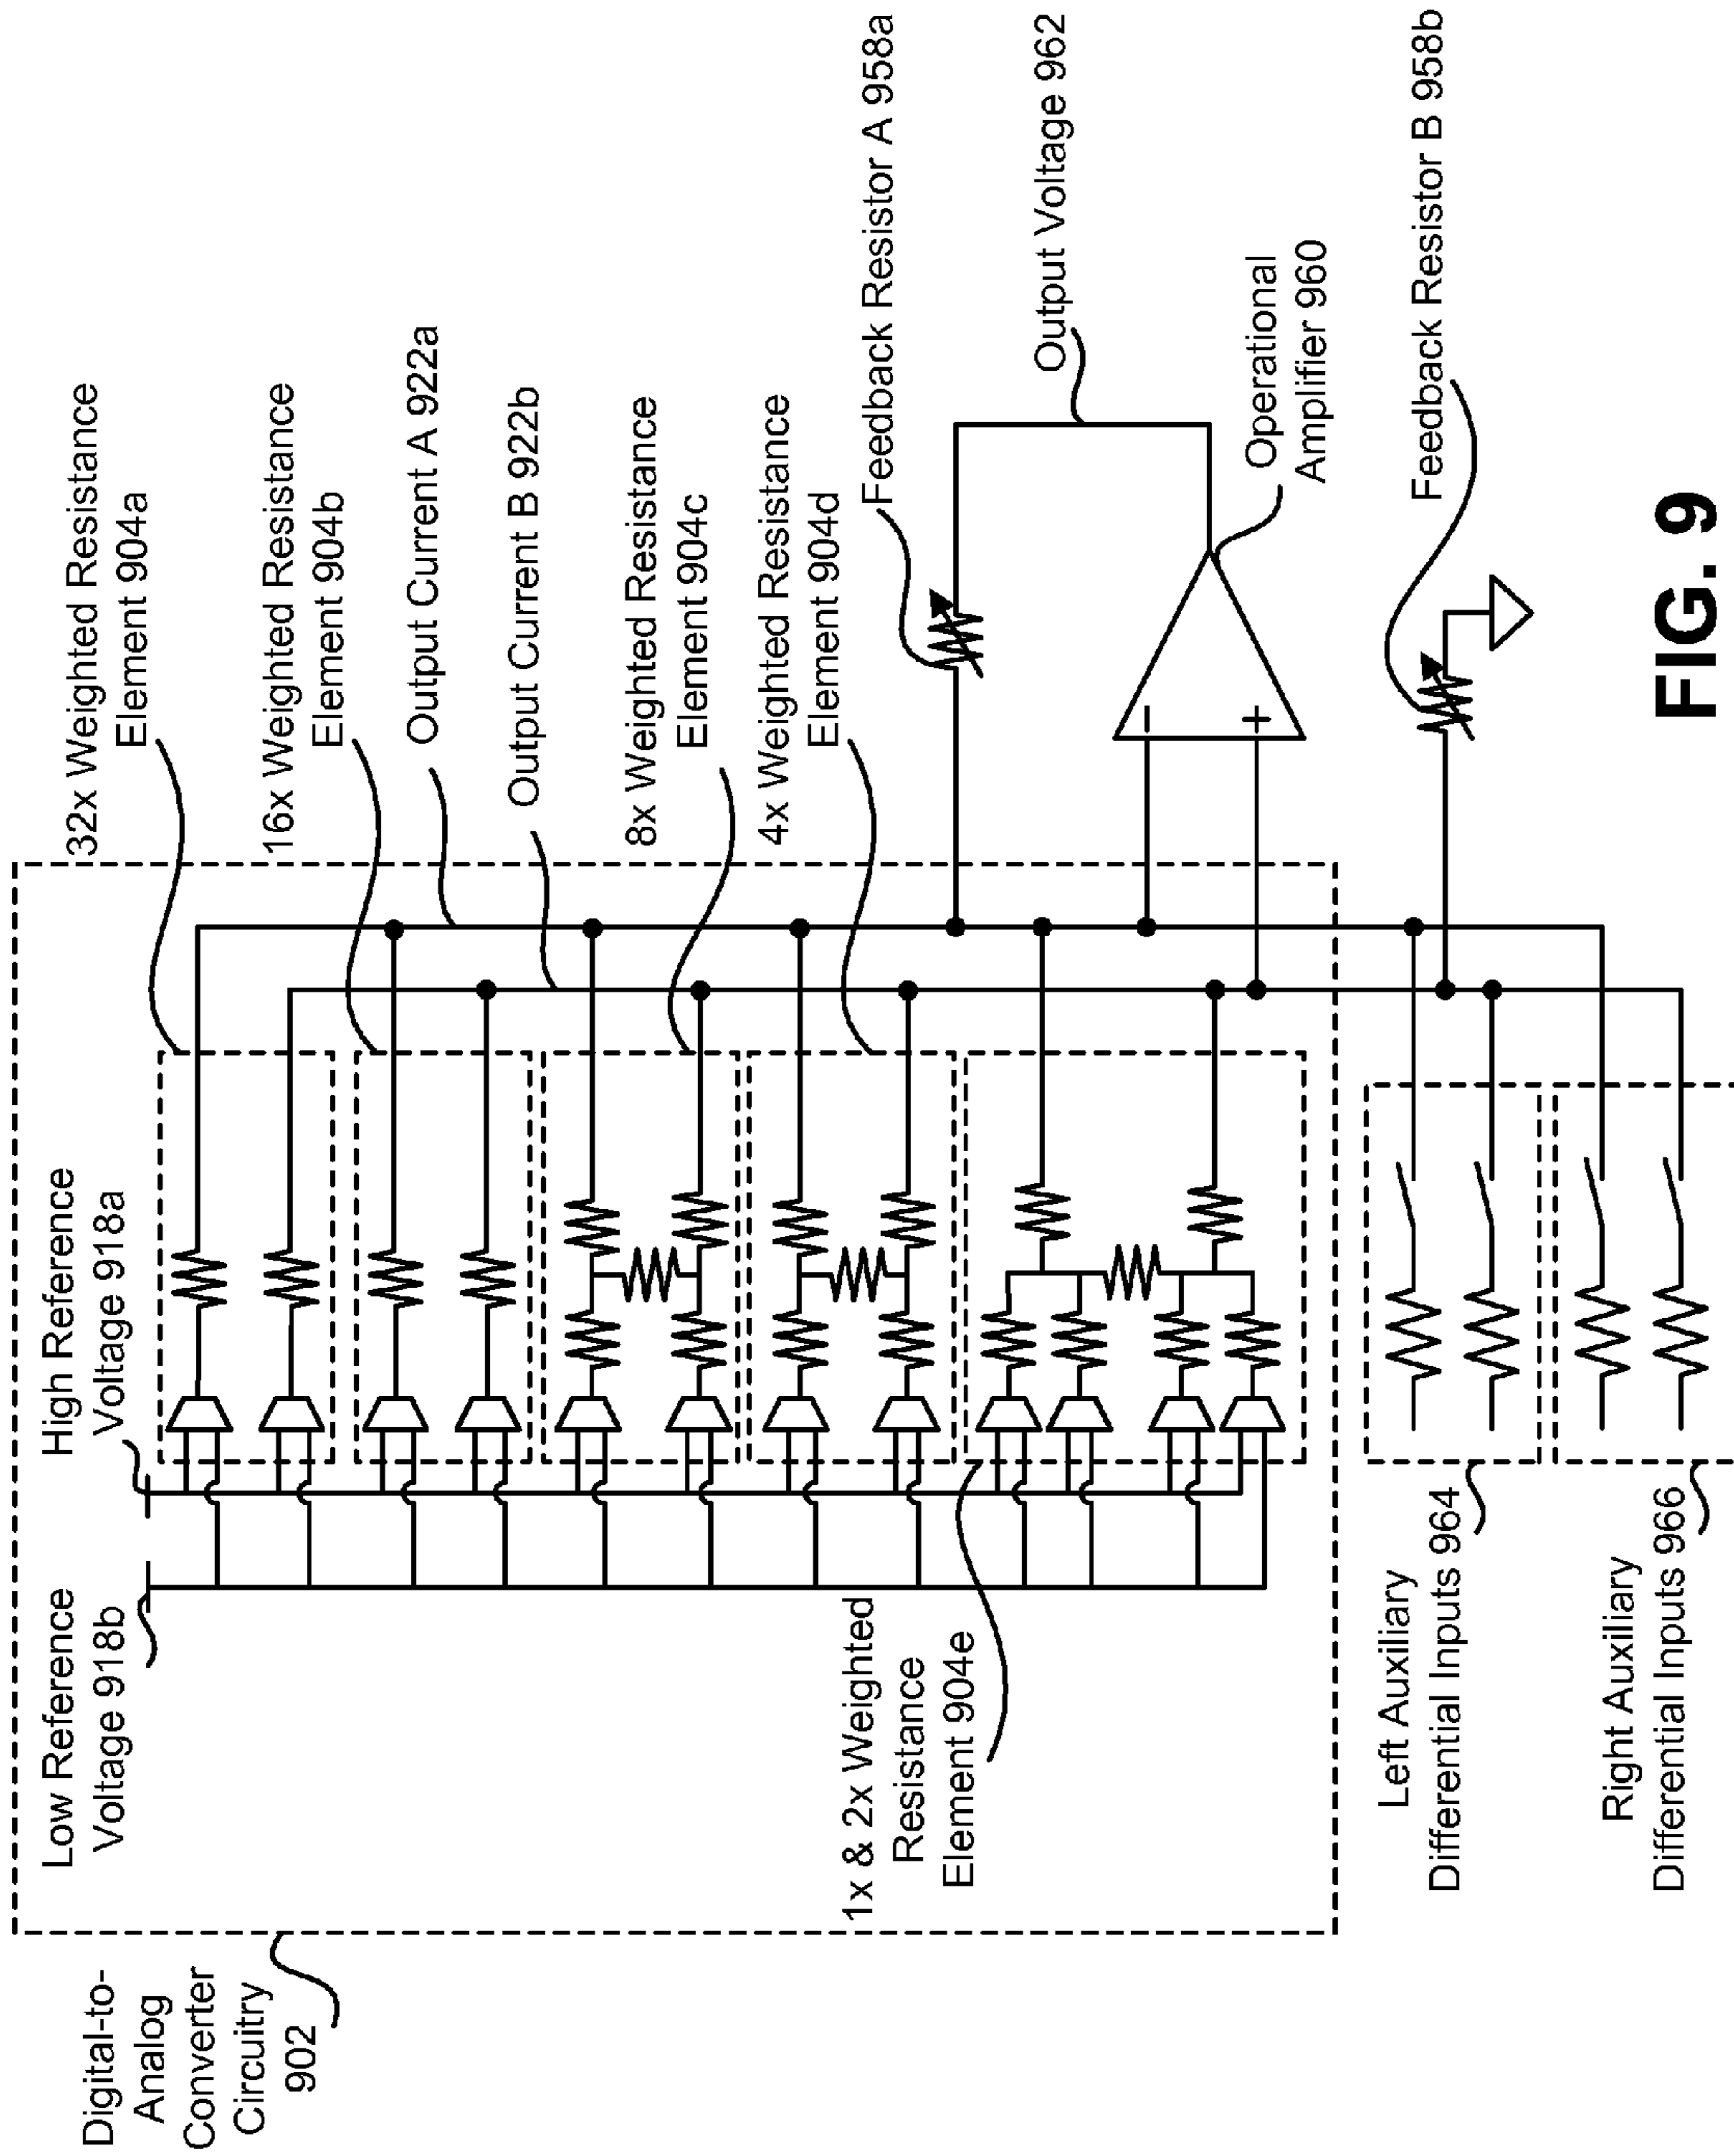 Digital-to-
Analog
Converter
Circuitry
902
Low Reference
Voltage 918b
High Reference
Voltage 918a
32x Weighted Resistance
Element 904a
16x Weighted Resistance
Element 904b
Output Current A 922a
Output Current B 922b
8x Weighted Resistance
Element 904c
4x Weighted Resistance
Element 904d
1x & 2x Weighted
Resistance
Element 904e
Feedback Resistor A 958a
Output Voltage 962
−
+
Operational
Amplifier 960
Feedback Resistor B 958b
Left Auxiliary
Differential Inputs 964
Right Auxiliary
Differential Inputs 966
FIG. 9